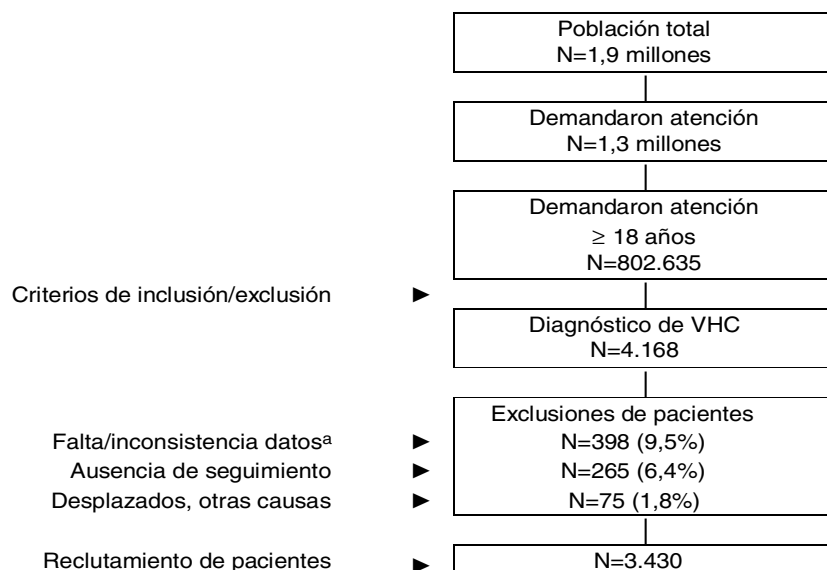 Población total
N=1,9 millones
Demandaron atención
N=1,3 millones
Demandaron atención
≥ 18 años
N=802.635
Criterios de inclusión/exclusión ►
Diagnóstico de VHC
N=4.168
Exclusiones de pacientes
Falta/inconsistencia datosᵃ ► N=398 (9,5%)
Ausencia de seguimiento ► N=265 (6,4%)
Desplazados, otras causas ► N=75 (1,8%)
Reclutamiento de pacientes ► N=3.430